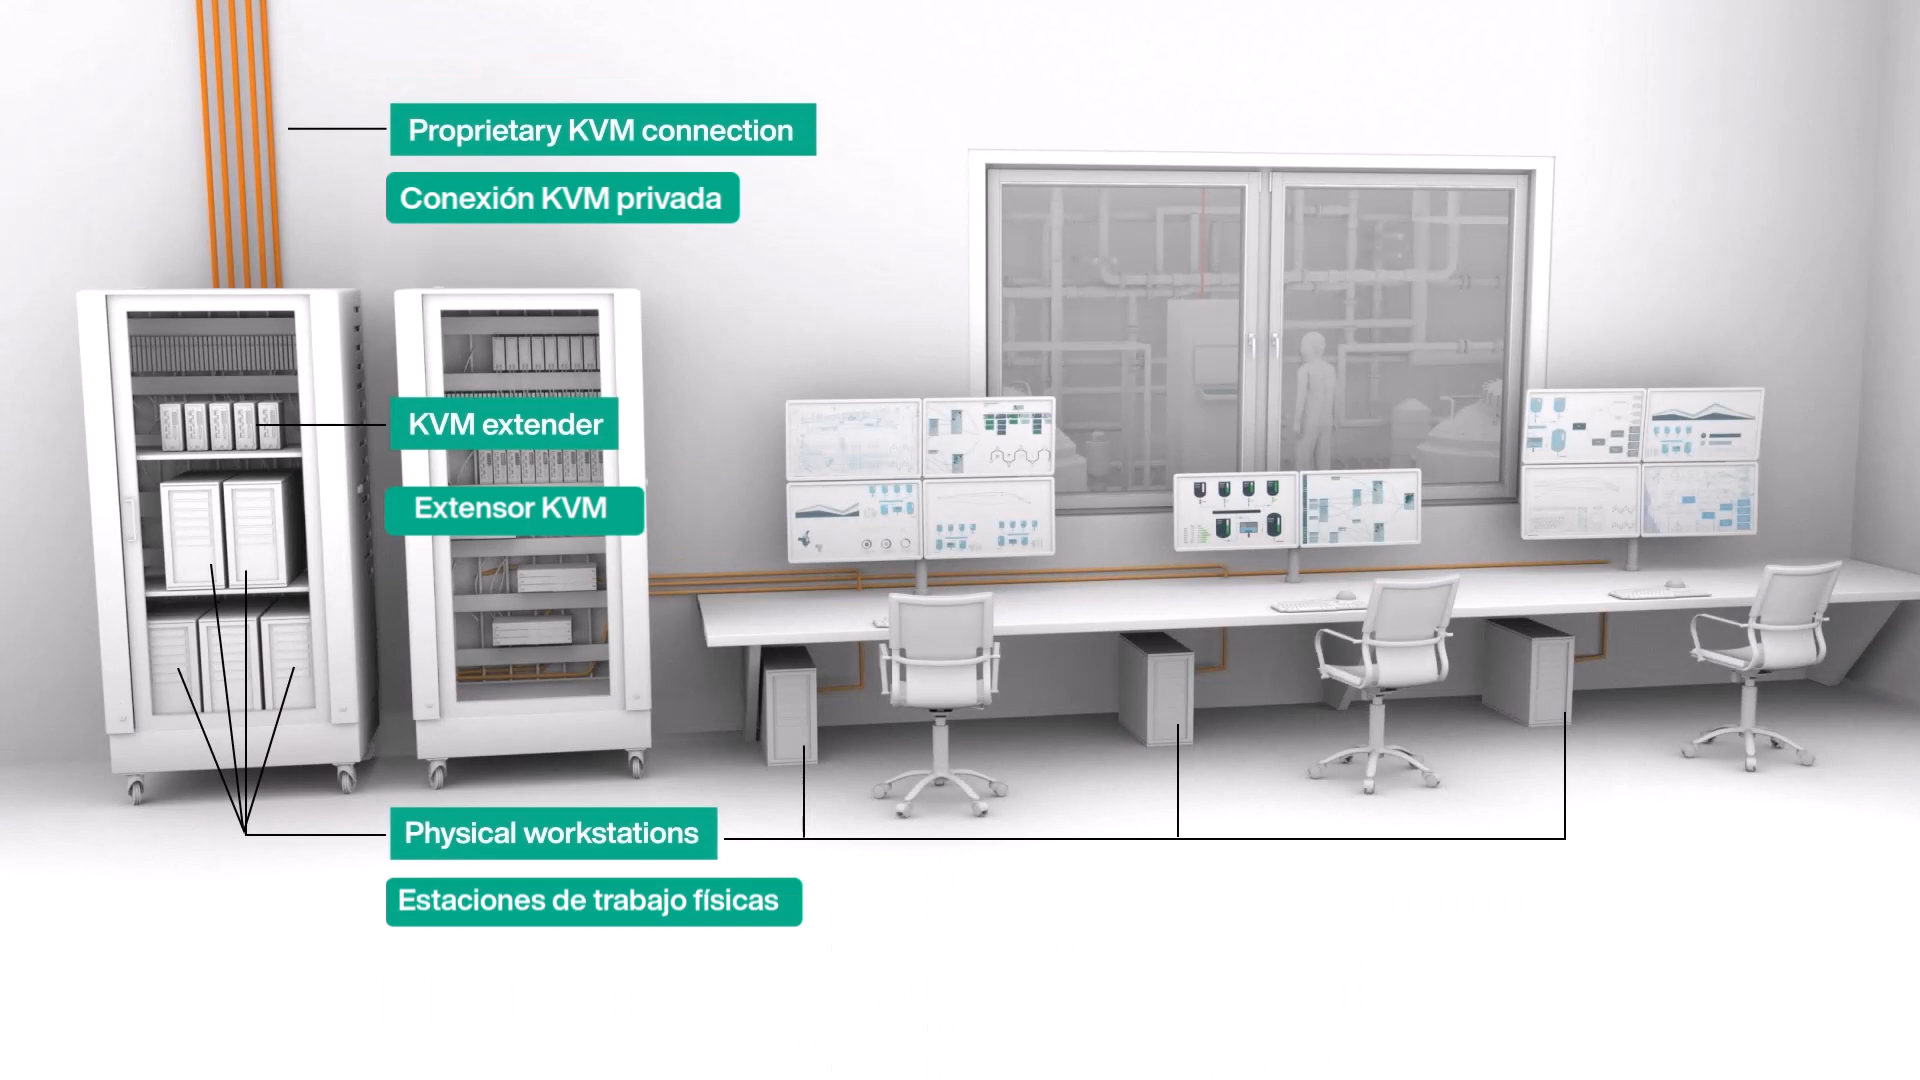 Proprietary KVM connection
Conexión KVM privada
KVM extender
Extensor KVM
Physical workstations
Estaciones de trabajo físicas